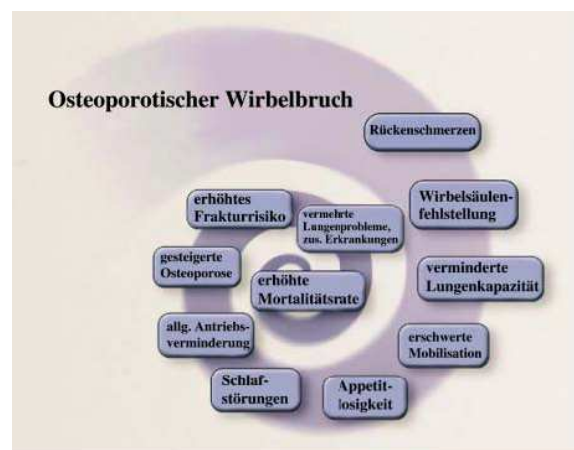 Osteoporotischer Wirbelbruch
Rückenschmerzen
Wirbelsäulen-
fehlstellung
verminderte
Lungenkapazität
erschwerte
Mobilisation
Appetit-
losigkeit
Schlaf-
störungen
allg. Antriebs-
verminderung
gesteigerte
Osteoporose
erhöhtes
Frakturrisiko
vermehrte
Lungenprobleme,
zus. Erkrankungen
erhöhte
Mortalitätsrate